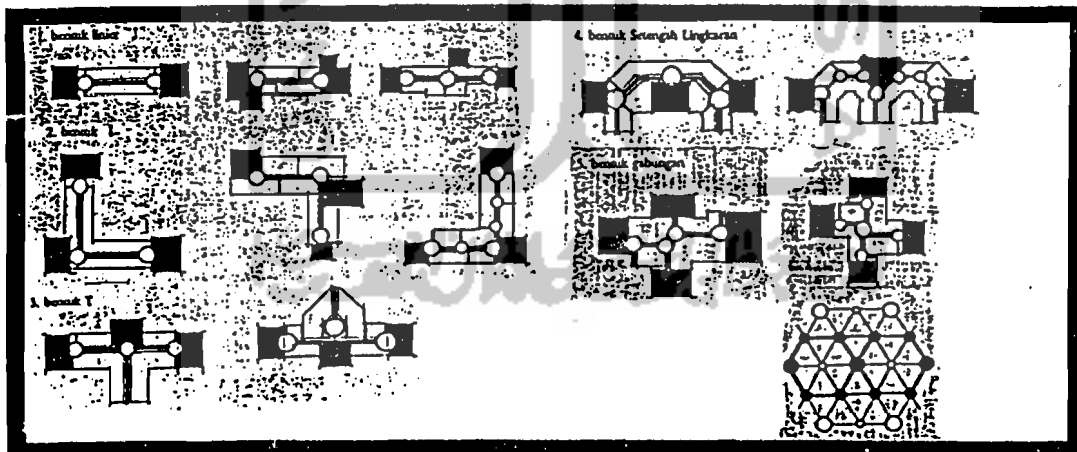 1. bentuk linier
2. bentuk L
3. bentuk T
4. bentuk Setengah Lingkaran
5. bentuk gabungan